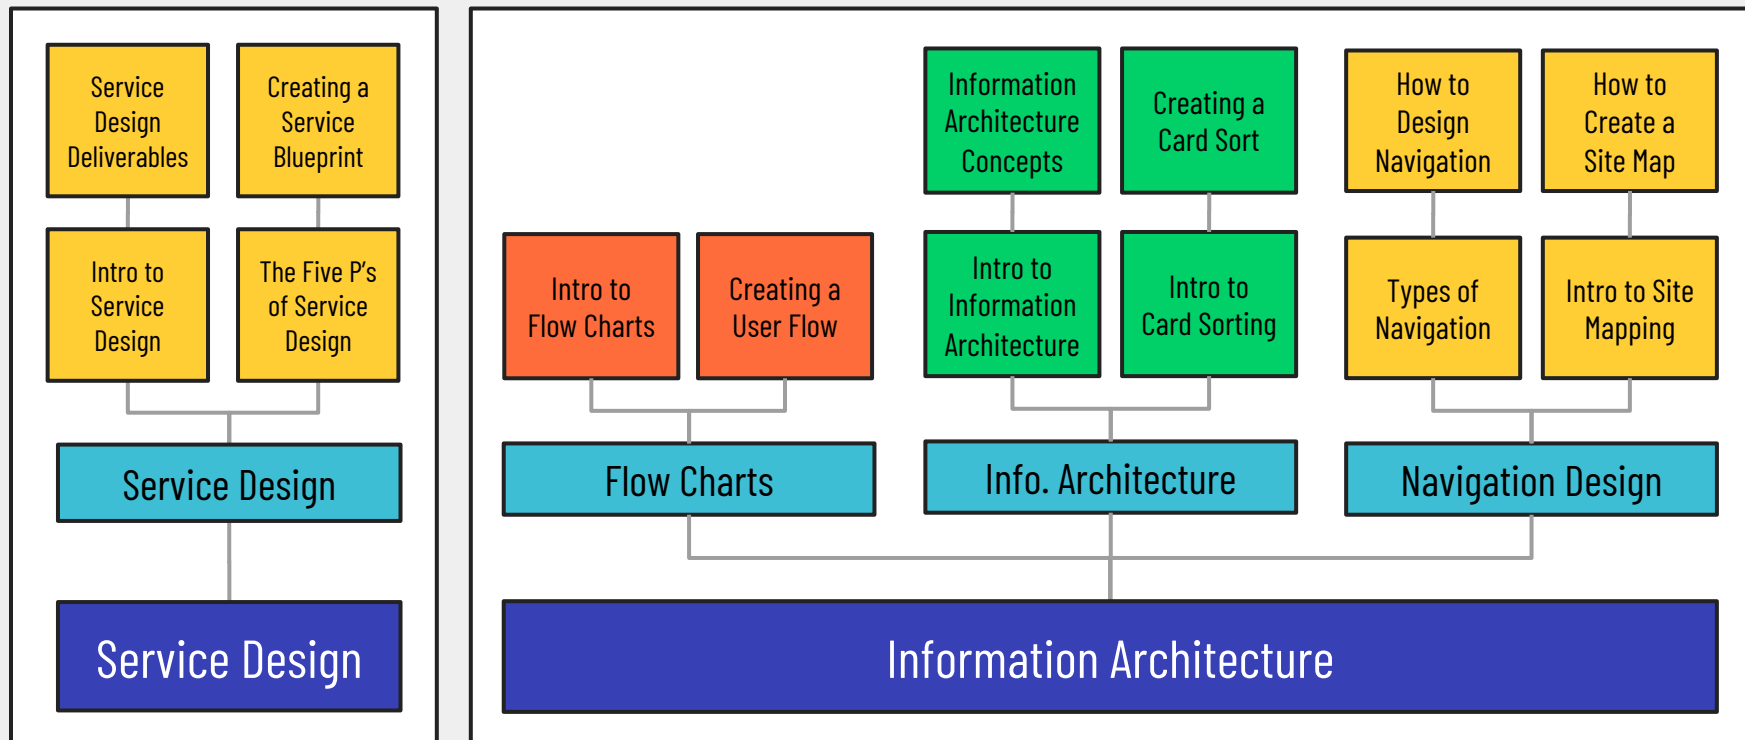 Service
Design
Deliverables
Creating a
Service
Blueprint
Intro to
Service
Design
The Five P's
of Service
Design
Service Design
Service Design
Information
Architecture
Concepts
Creating a
Card Sort
How to
Design
Navigation
How to
Create a
Site Map
Intro to
Flow Charts
Creating a
User Flow
Intro to
Information
Architecture
Intro to
Card Sorting
Types of
Navigation
Intro to Site
Mapping
Flow Charts
Info. Architecture
Navigation Design
Information Architecture